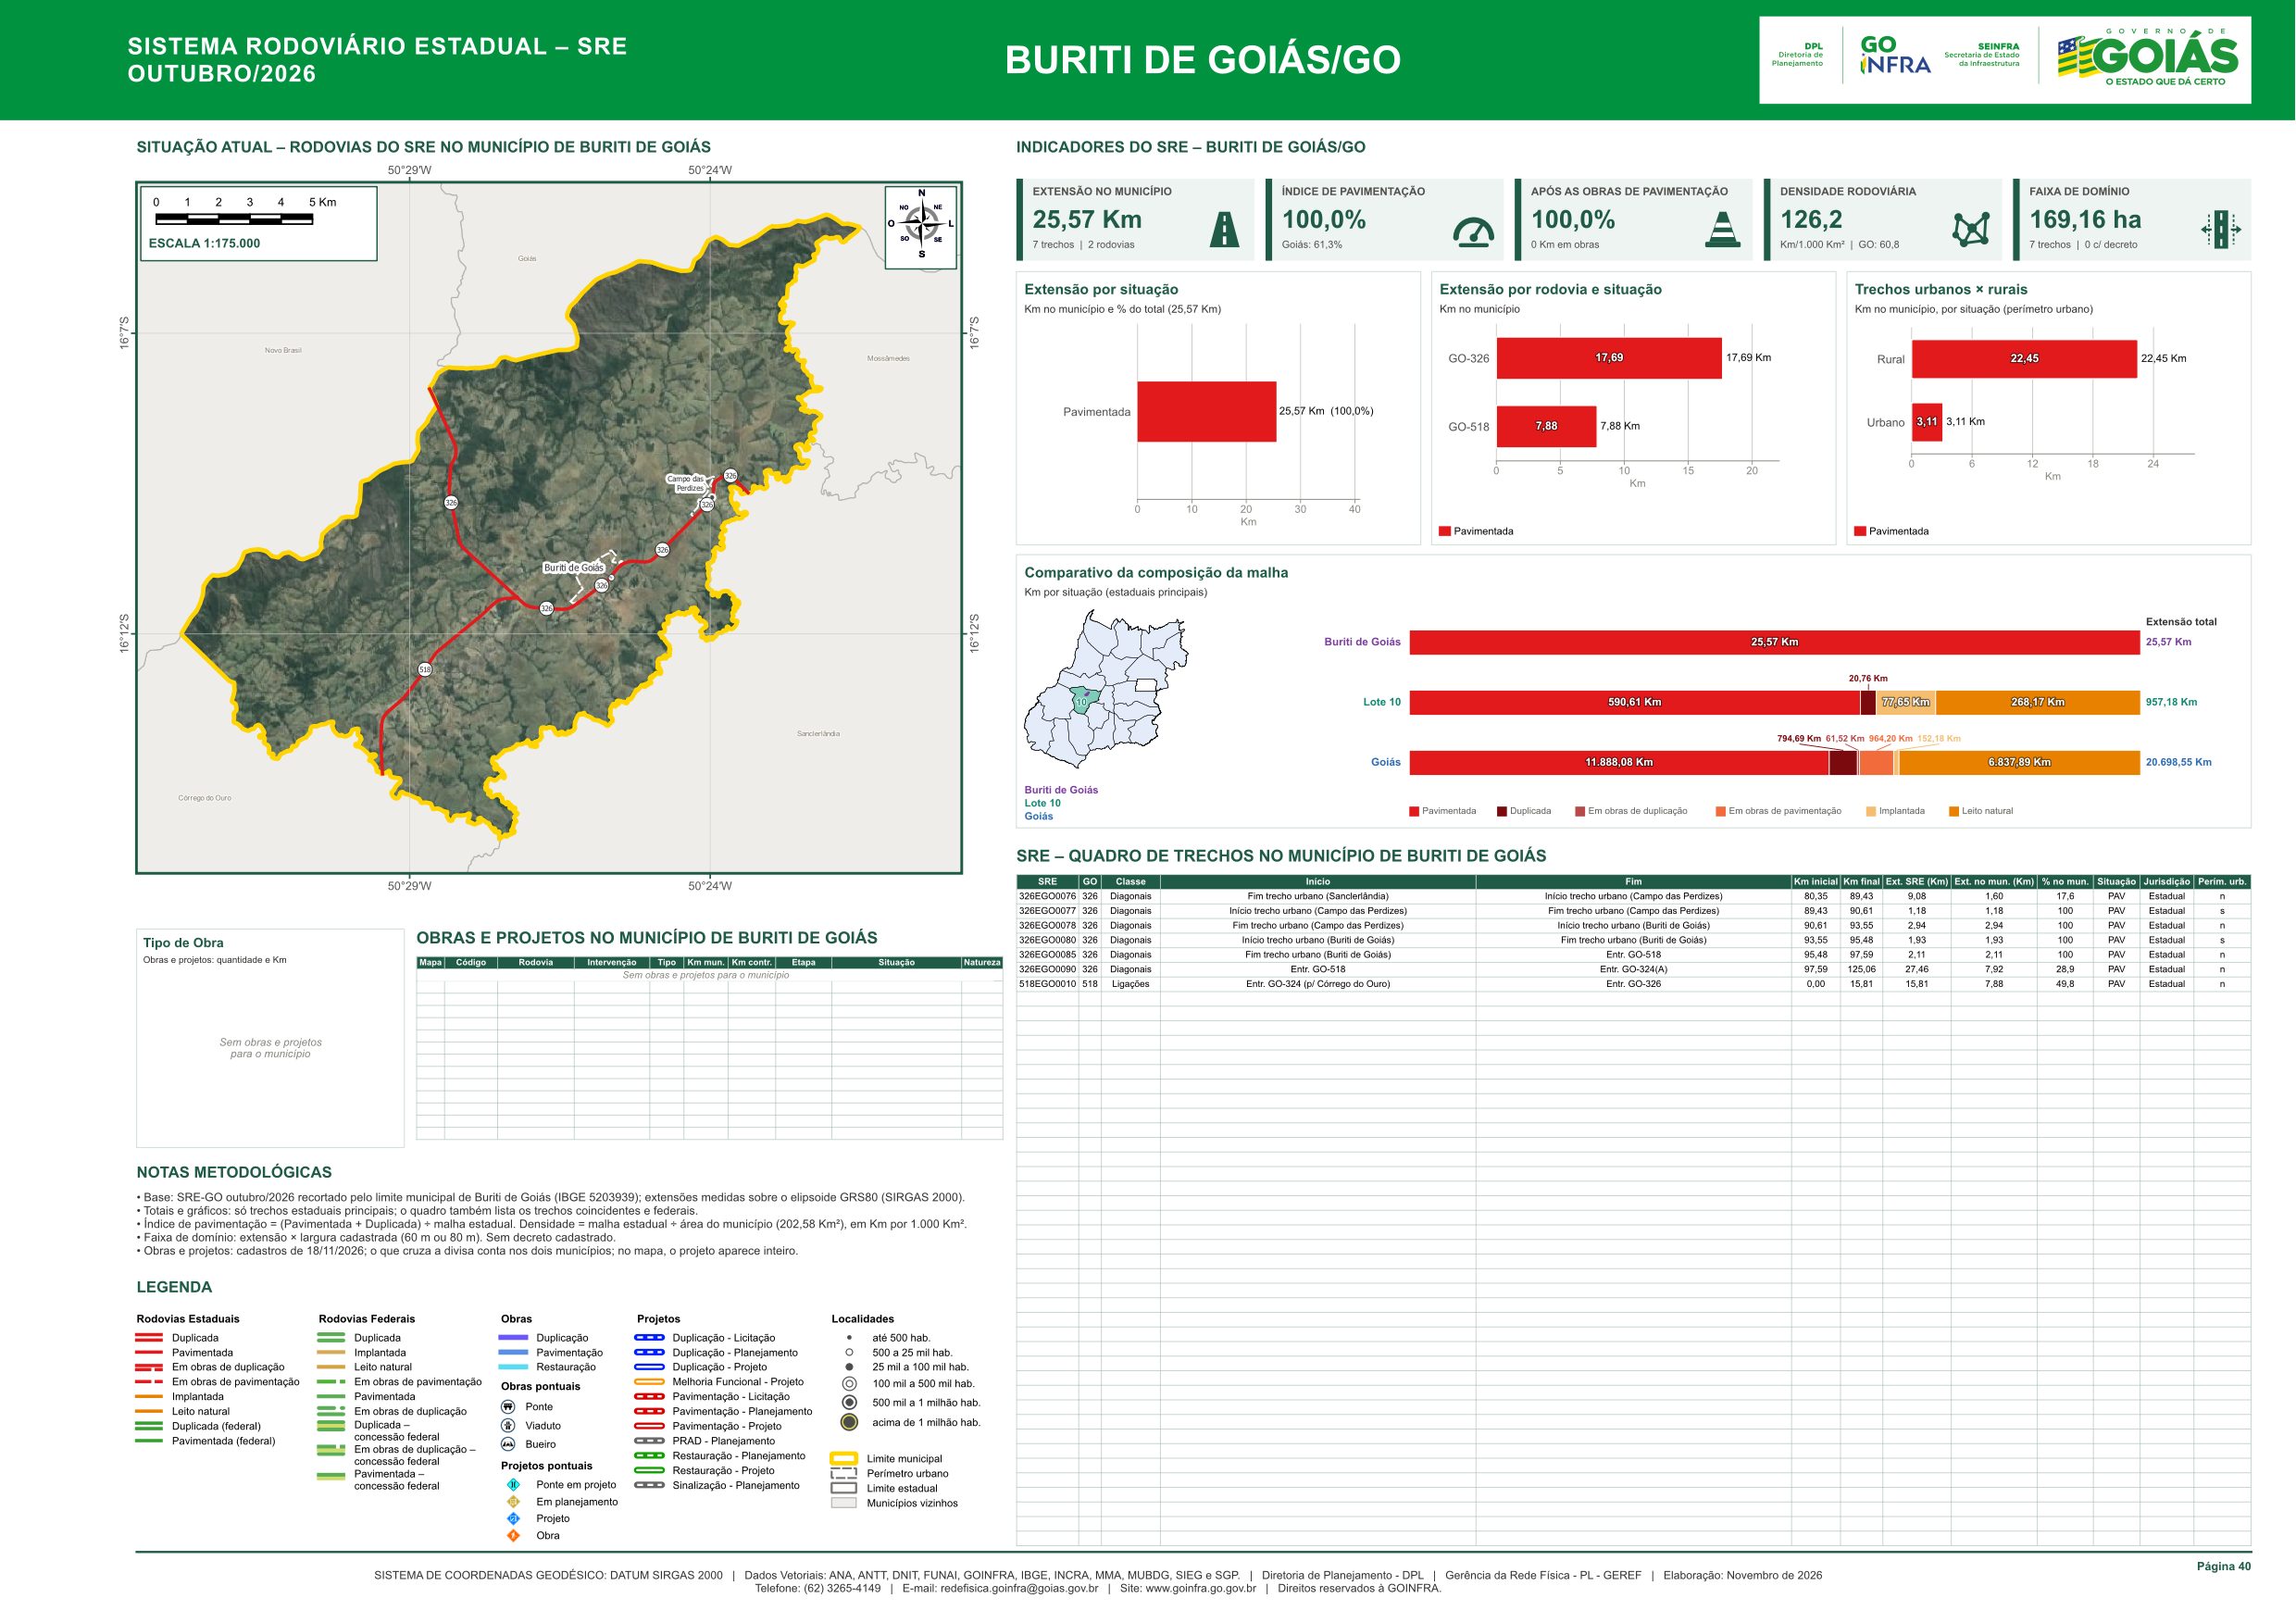 SISTEMA RODOVIÁRIO ESTADUAL – SRE
OUTUBRO/2026
BURITI DE GOIÁS/GO
DPL
Diretoria de
Planejamento
GO
iNFRA
SEINFRA
Secretaria de Estado
da Infraestrutura
GOVERNO DE
GOIÁS
O ESTADO QUE DÁ CERTO
SITUAÇÃO ATUAL – RODOVIAS DO SRE NO MUNICÍPIO DE BURITI DE GOIÁS
50°29'W 50°24'W
0 1 2 3 4 5 Km
ESCALA 1:175.000
N
NO NE
O L
SO SE
S
16°7'S 16°7'S
16°12'S 16°12'S
Goiás
Novo Brasil
Mossâmedes
Campo das
Perdizes
326
326
326
326
Buriti de Goiás
326
326
518
Sanclerlândia
Córrego do Ouro
50°29'W 50°24'W
INDICADORES DO SRE – BURITI DE GOIÁS/GO
EXTENSÃO NO MUNICÍPIO
25,57 Km
7 trechos | 2 rodovias
ÍNDICE DE PAVIMENTAÇÃO
100,0%
Goiás: 61,3%
APÓS AS OBRAS DE PAVIMENTAÇÃO
100,0%
0 Km em obras
DENSIDADE RODOVIÁRIA
126,2
Km/1.000 Km² | GO: 60,8
FAIXA DE DOMÍNIO
169,16 ha
7 trechos | 0 c/ decreto
Extensão por situação
Km no município e % do total (25,57 Km)
Pavimentada 25,57 Km (100,0%)
0 10 20 30 40
Km
Extensão por rodovia e situação
Km no município
GO-326 17,69 17,69 Km
GO-518 7,88 7,88 Km
0 5 10 15 20
Km
Pavimentada
Trechos urbanos × rurais
Km no município, por situação (perímetro urbano)
Rural 22,45 22,45 Km
Urbano 3,11 3,11 Km
0 6 12 18 24
Km
Pavimentada
Comparativo da composição da malha
Km por situação (estaduais principais)
10
Buriti de Goiás
Lote 10
Goiás
Extensão total
Buriti de Goiás 25,57 Km 25,57 Km
20,76 Km
Lote 10 590,61 Km 77,65 Km 268,17 Km 957,18 Km
794,69 Km 61,52 Km 964,20 Km 152,18 Km
Goiás 11.888,08 Km 6.837,89 Km 20.698,55 Km
Pavimentada Duplicada Em obras de duplicação Em obras de pavimentação Implantada Leito natural
SRE – QUADRO DE TRECHOS NO MUNICÍPIO DE BURITI DE GOIÁS
SRE GO Classe Início Fim Km inicial Km final Ext. SRE (Km) Ext. no mun. (Km) % no mun. Situação Jurisdição Perím. urb.
326EGO0076 326 Diagonais Fim trecho urbano (Sanclerlândia) Início trecho urbano (Campo das Perdizes) 80,35 89,43 9,08 1,60 17,6 PAV Estadual n
326EGO0077 326 Diagonais Início trecho urbano (Campo das Perdizes) Fim trecho urbano (Campo das Perdizes) 89,43 90,61 1,18 1,18 100 PAV Estadual s
326EGO0078 326 Diagonais Fim trecho urbano (Campo das Perdizes) Início trecho urbano (Buriti de Goiás) 90,61 93,55 2,94 2,94 100 PAV Estadual n
326EGO0080 326 Diagonais Início trecho urbano (Buriti de Goiás) Fim trecho urbano (Buriti de Goiás) 93,55 95,48 1,93 1,93 100 PAV Estadual s
326EGO0085 326 Diagonais Fim trecho urbano (Buriti de Goiás) Entr. GO-518 95,48 97,59 2,11 2,11 100 PAV Estadual n
326EGO0090 326 Diagonais Entr. GO-518 Entr. GO-324(A) 97,59 125,06 27,46 7,92 28,9 PAV Estadual n
518EGO0010 518 Ligações Entr. GO-324 (p/ Córrego do Ouro) Entr. GO-326 0,00 15,81 15,81 7,88 49,8 PAV Estadual n
Tipo de Obra
Obras e projetos: quantidade e Km
Sem obras e projetos
para o município
OBRAS E PROJETOS NO MUNICÍPIO DE BURITI DE GOIÁS
Mapa Código Rodovia Intervenção Tipo Km mun. Km contr. Etapa Situação Natureza
Sem obras e projetos para o município
NOTAS METODOLÓGICAS
• Base: SRE-GO outubro/2026 recortado pelo limite municipal de Buriti de Goiás (IBGE 5203939); extensões medidas sobre o elipsoide GRS80 (SIRGAS 2000).
• Totais e gráficos: só trechos estaduais principais; o quadro também lista os trechos coincidentes e federais.
• Índice de pavimentação = (Pavimentada + Duplicada) ÷ malha estadual. Densidade = malha estadual ÷ área do município (202,58 Km²), em Km por 1.000 Km².
• Faixa de domínio: extensão × largura cadastrada (60 m ou 80 m). Sem decreto cadastrado.
• Obras e projetos: cadastros de 18/11/2026; o que cruza a divisa conta nos dois municípios; no mapa, o projeto aparece inteiro.
LEGENDA
Rodovias Estaduais
Duplicada
Pavimentada
Em obras de duplicação
Em obras de pavimentação
Implantada
Leito natural
Duplicada (federal)
Pavimentada (federal)
Rodovias Federais
Duplicada
Implantada
Leito natural
Em obras de pavimentação
Pavimentada
Em obras de duplicação
Duplicada –
concessão federal
Em obras de duplicação –
concessão federal
Pavimentada –
concessão federal
Obras
Duplicação
Pavimentação
Restauração
Obras pontuais
Ponte
Viaduto
Bueiro
Projetos pontuais
Ponte em projeto
Em planejamento
Projeto
Obra
Projetos
Duplicação - Licitação
Duplicação - Planejamento
Duplicação - Projeto
Melhoria Funcional - Projeto
Pavimentação - Licitação
Pavimentação - Planejamento
Pavimentação - Projeto
PRAD - Planejamento
Restauração - Planejamento
Restauração - Projeto
Sinalização - Planejamento
Localidades
até 500 hab.
500 a 25 mil hab.
25 mil a 100 mil hab.
100 mil a 500 mil hab.
500 mil a 1 milhão hab.
acima de 1 milhão hab.
Limite municipal
Perímetro urbano
Limite estadual
Municípios vizinhos
Página 40
SISTEMA DE COORDENADAS GEODÉSICO: DATUM SIRGAS 2000 | Dados Vetoriais: ANA, ANTT, DNIT, FUNAI, GOINFRA, IBGE, INCRA, MMA, MUBDG, SIEG e SGP. | Diretoria de Planejamento - DPL | Gerência da Rede Física - PL - GEREF | Elaboração: Novembro de 2026
Telefone: (62) 3265-4149 | E-mail: redefisica.goinfra@goias.gov.br | Site: www.goinfra.go.gov.br | Direitos reservados à GOINFRA.